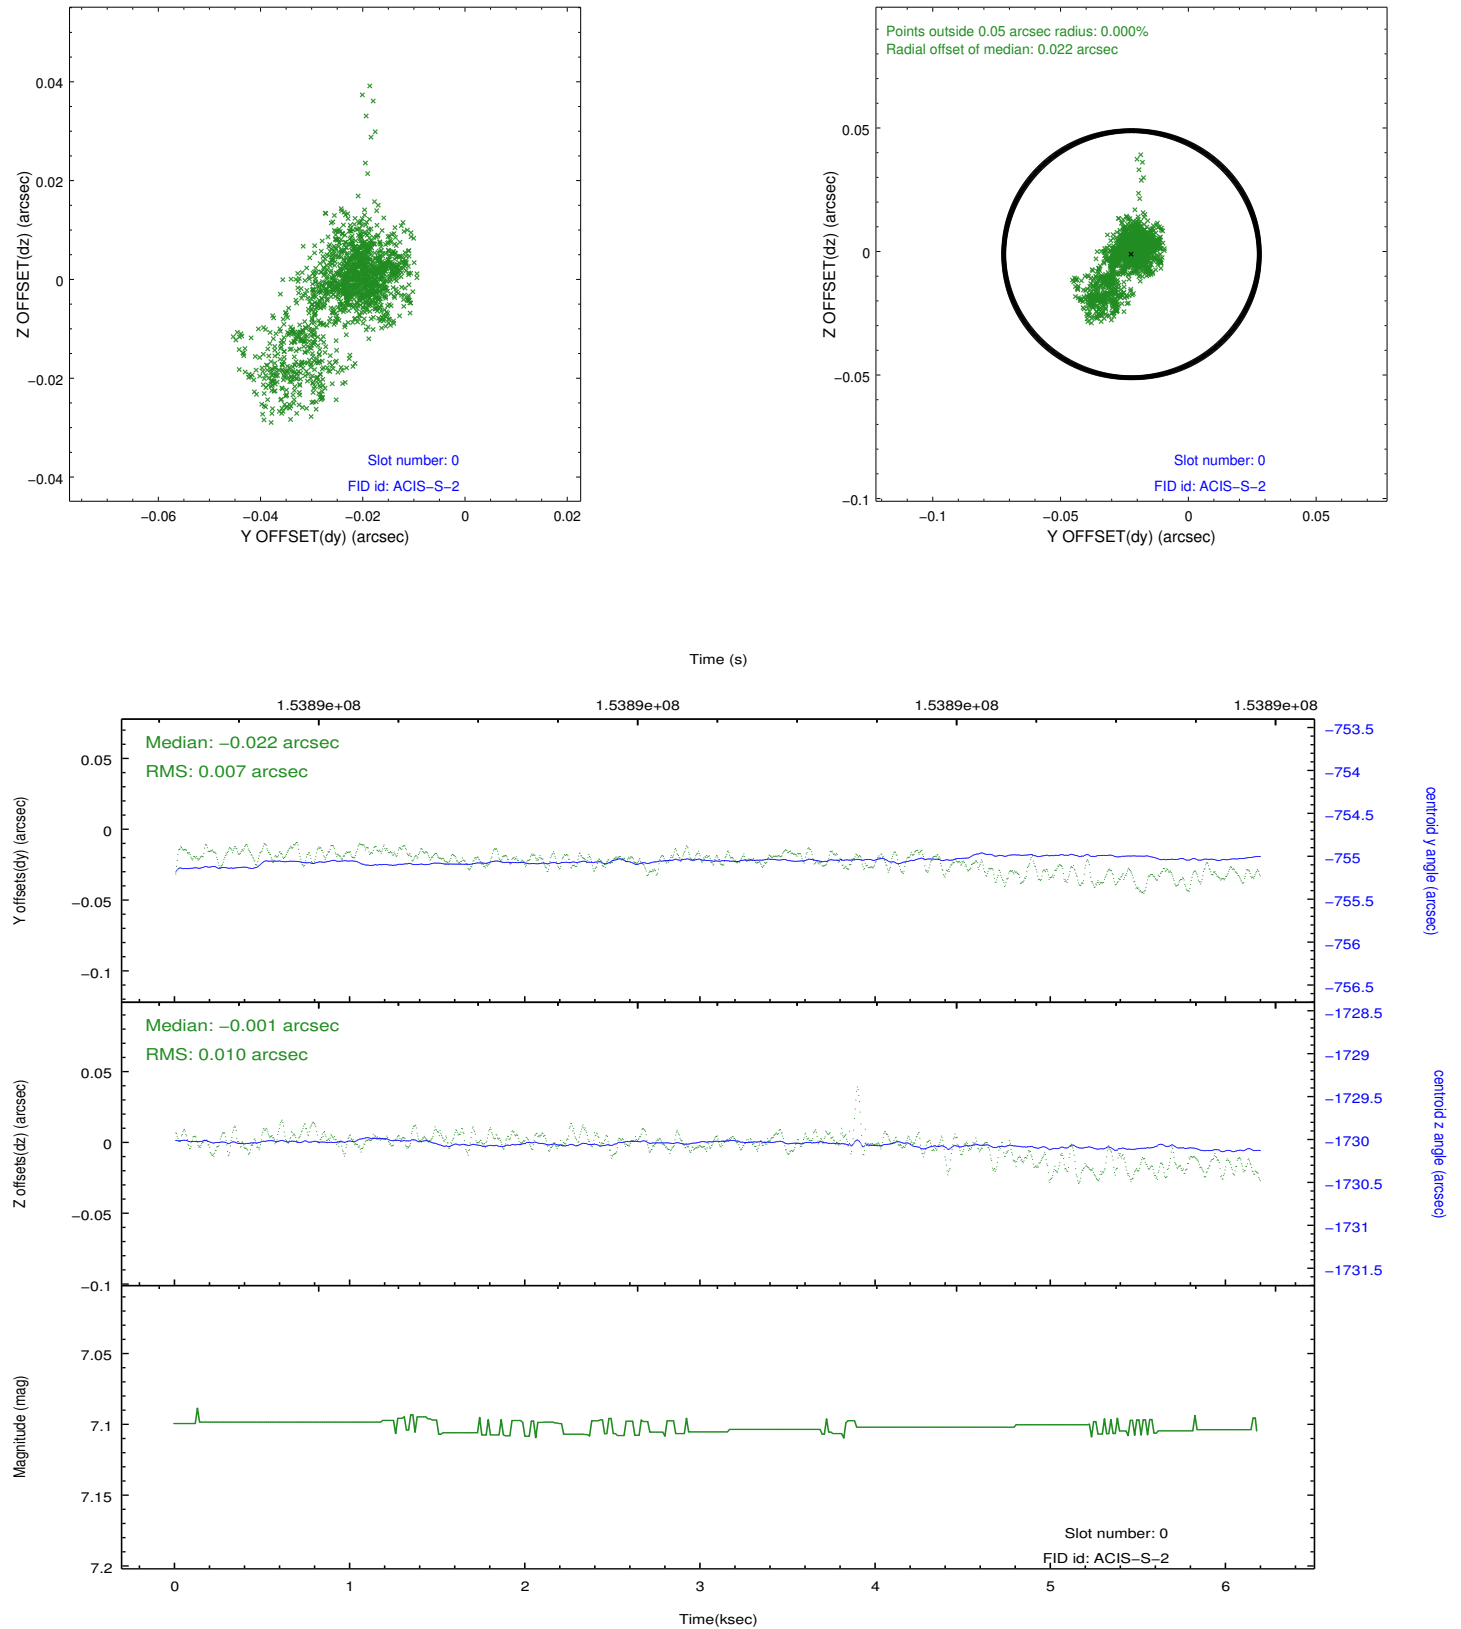 0.04
0.02
0
−0.02
−0.04
Z OFFSET(dz) (arcsec)
Slot number: 0
FID id: ACIS−S−2
−0.06
−0.04
−0.02
0
0.02
Y OFFSET(dy) (arcsec)
Points outside 0.05 arcsec radius: 0.000%
Radial offset of median: 0.022 arcsec
0.05
0
−0.05
−0.1
Z OFFSET(dz) (arcsec)
Slot number: 0
FID id: ACIS−S−2
−0.1
−0.05
0
0.05
Y OFFSET(dy) (arcsec)
Time (s)
1.5389e+08
1.5389e+08
1.5389e+08
1.5389e+08
Median: −0.022 arcsec
RMS: 0.007 arcsec
0.05
0
−0.05
−0.1
Y offsets(dy) (arcsec)
−753.5
−754
−754.5
−755
−755.5
−756
−756.5
centroid y angle (arcsec)
Median: −0.001 arcsec
RMS: 0.010 arcsec
0.05
0
−0.05
−0.1
Z offsets(dz) (arcsec)
−1728.5
−1729
−1729.5
−1730
−1730.5
−1731
−1731.5
centroid z angle (arcsec)
7.05
7.1
7.15
7.2
Magnitude (mag)
Slot number: 0
FID id: ACIS−S−2
0
1
2
3
4
5
6
Time(ksec)